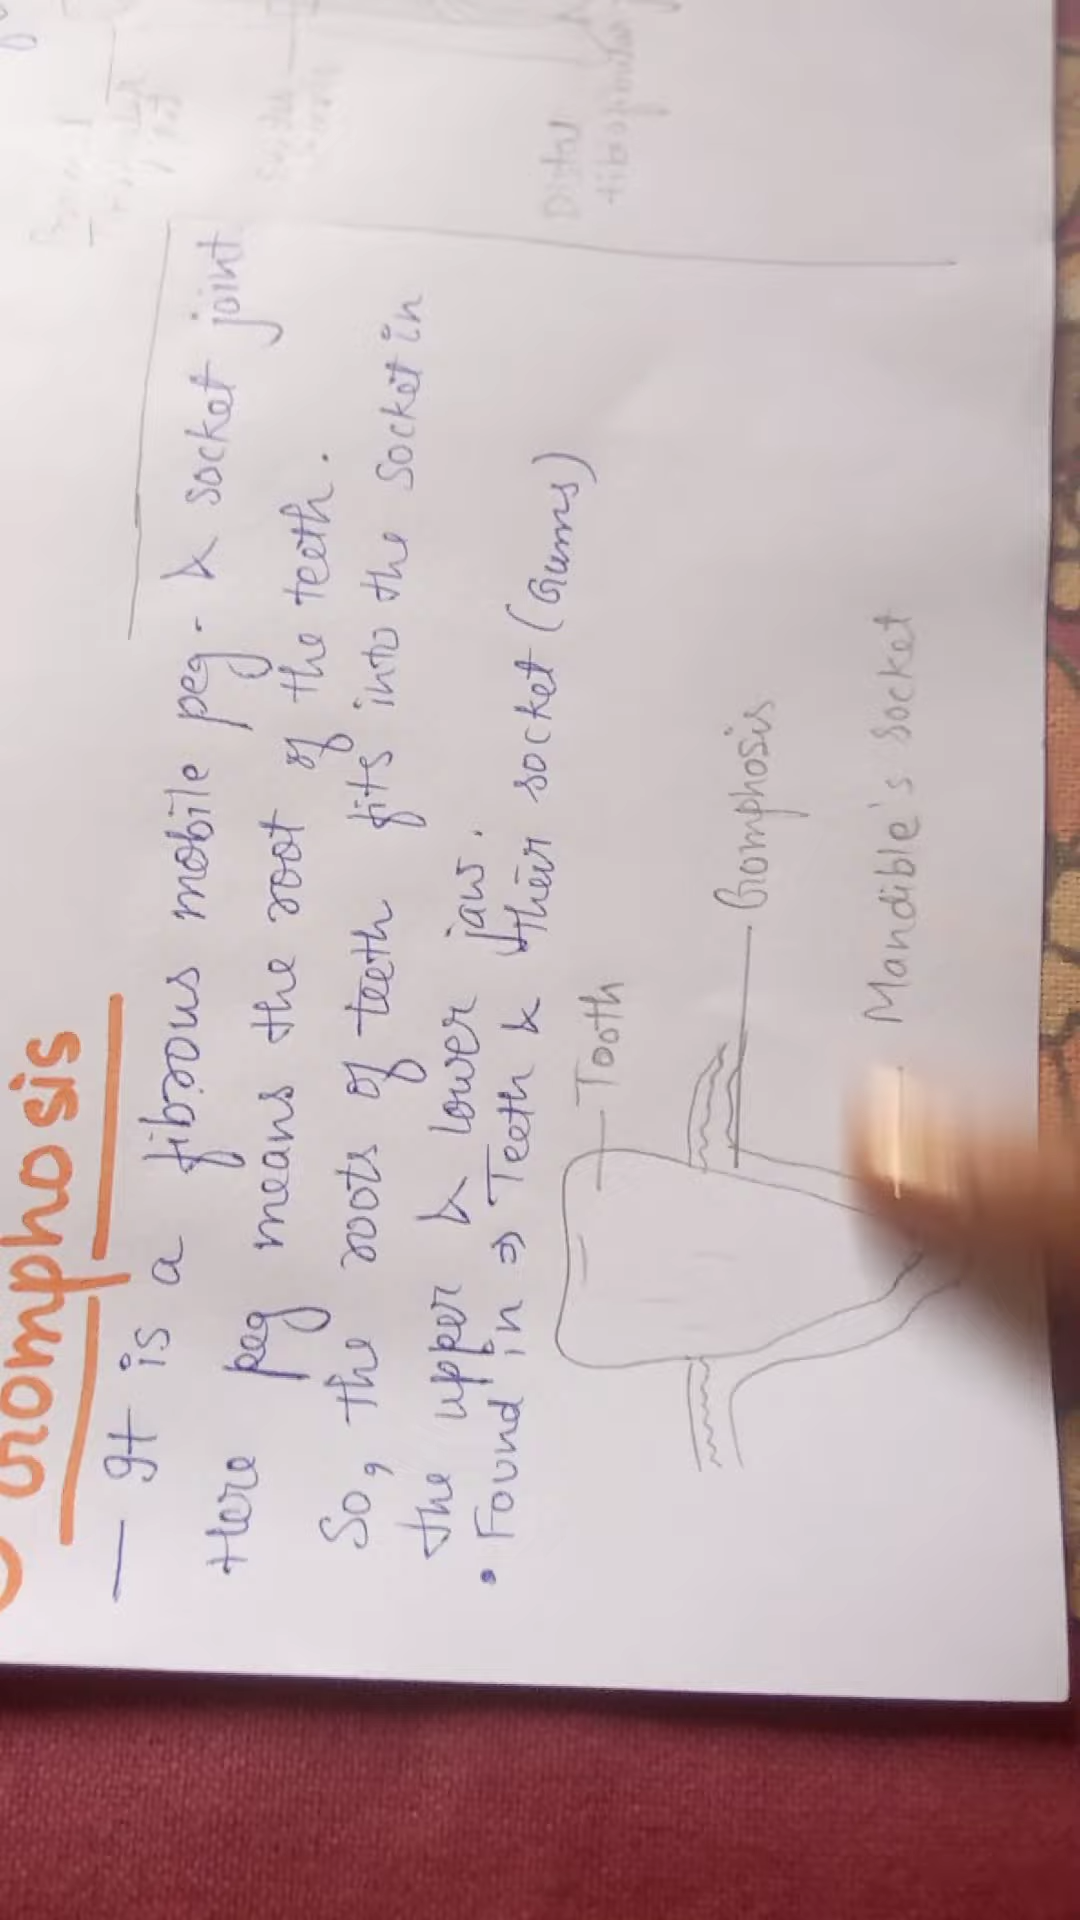 Gomphosis
— It is a fibrous mobile peg- & socket joint.
Here peg means the root of the teeth.
So, the roots of teeth fits into the socket in
the upper & lower jaw.
• Found in ⇒ Teeth & their socket (Gums)
Tooth
Gomphosis
Mandible's socket
Distal